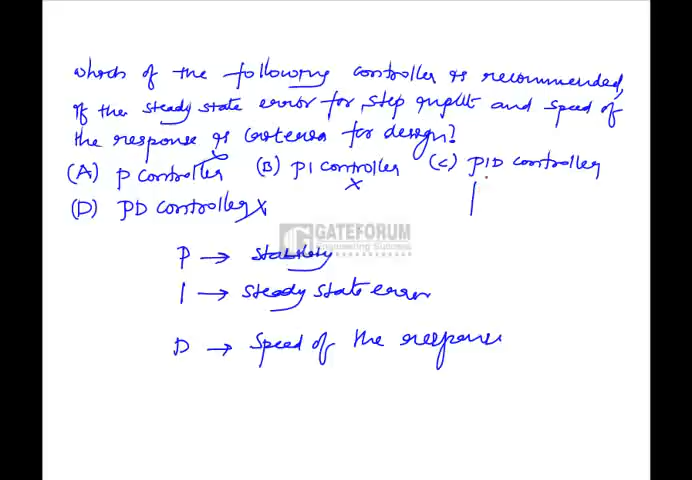 which of the following controller is recommended,
if the steady state error for step input and speed of
the response is criteria for design?
(A) P controller (B) PI controller (C) PID controller
(D) PD controller
GATEFORUM
Engineering Success
P → stability
I → steady state error
D → speed of the response